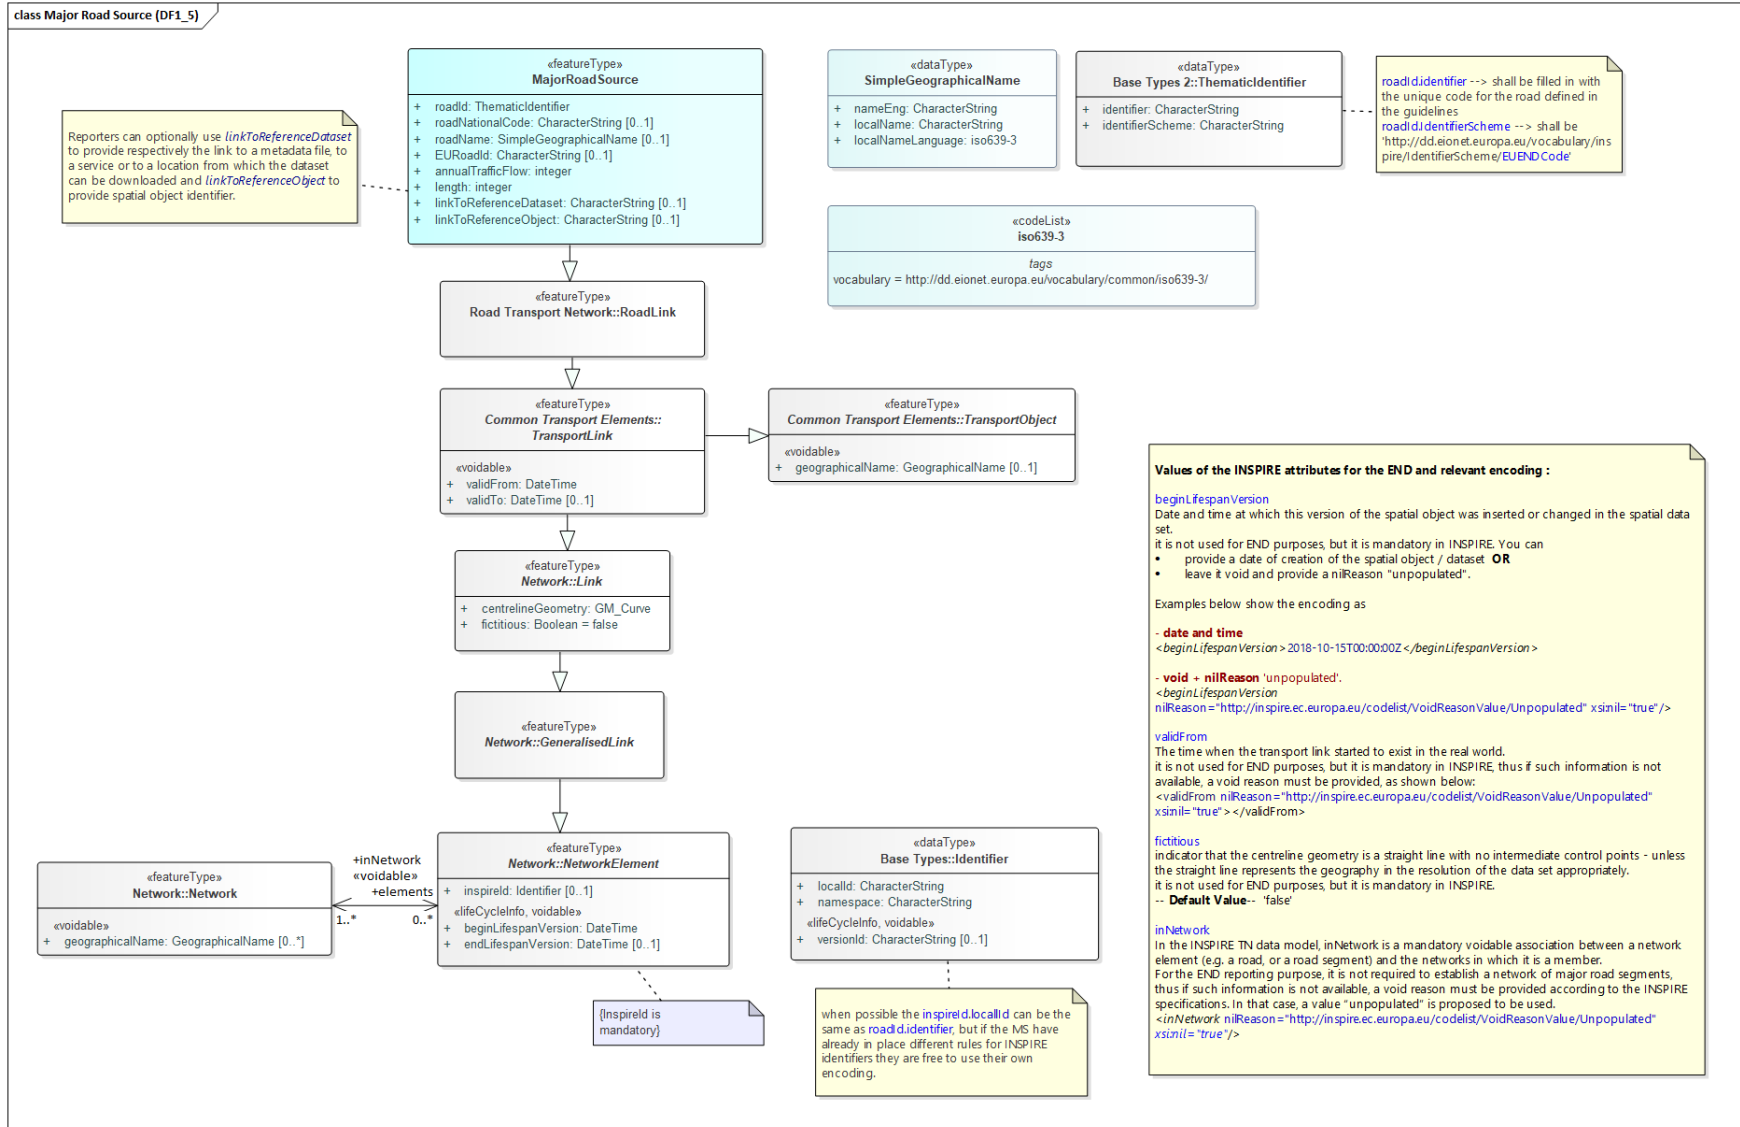 class Major Road Source (DF1_5)
«featureType»
MajorRoadSource
+ roadId: ThematicIdentifier
+ roadNationalCode: CharacterString [0..1]
+ roadName: SimpleGeographicalName [0..1]
+ EURoadId: CharacterString [0..1]
+ annualTrafficFlow: integer
+ length: integer
+ linkToReferenceDataset: CharacterString [0..1]
+ linkToReferenceObject: CharacterString [0..1]
«dataType»
SimpleGeographicalName
+ nameEng: CharacterString
+ localName: CharacterString
+ localNameLanguage: iso639-3
«dataType»
Base Types 2::ThematicIdentifier
+ identifier: CharacterString
+ identifierScheme: CharacterString
roadId.identifier --> shall be filled in with
the unique code for the road defined in
the guidelines
roadId.IdentifierScheme --> shall be
'http://dd.eionet.europa.eu/vocabulary/ins
pire/IdentifierScheme/EUENDCode'
Reporters can optionally use linkToReferenceDataset
to provide respectively the link to a metadata file, to
a service or to a location from which the dataset
can be downloaded and linkToReferenceObject to
provide spatial object identifier.
«codeList»
iso639-3
tags
vocabulary = http://dd.eionet.europa.eu/vocabulary/common/iso639-3/
«featureType»
Road Transport Network::RoadLink
«featureType»
Common Transport Elements::
TransportLink
«voidable»
+ validFrom: DateTime
+ validTo: DateTime [0..1]
«featureType»
Common Transport Elements::TransportObject
«voidable»
+ geographicalName: GeographicalName [0..1]
«featureType»
Network::Link
+ centrelineGeometry: GM_Curve
+ fictitious: Boolean = false
«featureType»
Network::GeneralisedLink
«featureType»
Network::NetworkElement
+ inspireId: Identifier [0..1]
«lifeCycleInfo, voidable»
+ beginLifespanVersion: DateTime
+ endLifespanVersion: DateTime [0..1]
+inNetwork
«voidable»
+elements
1..*
0..*
«featureType»
Network::Network
«voidable»
+ geographicalName: GeographicalName [0..*]
{InspireId is
mandatory}
«dataType»
Base Types::Identifier
+ localId: CharacterString
+ namespace: CharacterString
«lifeCycleInfo, voidable»
+ versionId: CharacterString [0..1]
when possible the inspireId.localId can be the
same as roadId.identifier, but if the MS have
already in place different rules for INSPIRE
identifiers they are free to use their own
encoding.
Values of the INSPIRE attributes for the END and relevant encoding :
beginLifespanVersion
Date and time at which this version of the spatial object was inserted or changed in the spatial data
set.
it is not used for END purposes, but it is mandatory in INSPIRE. You can
• provide a date of creation of the spatial object / dataset OR
• leave it void and provide a nilReason "unpopulated".
Examples below show the encoding as
- date and time
<beginLifespanVersion>2018-10-15T00:00:00Z</beginLifespanVersion>
- void + nilReason 'unpopulated'.
<beginLifespanVersion
nilReason="http://inspire.ec.europa.eu/codelist/VoidReasonValue/Unpopulated" xsi:nil="true"/>
validFrom
The time when the transport link started to exist in the real world.
it is not used for END purposes, but it is mandatory in INSPIRE, thus if such information is not
available, a void reason must be provided, as shown below:
<validFrom nilReason="http://inspire.ec.europa.eu/codelist/VoidReasonValue/Unpopulated"
xsi:nil="true"></validFrom>
fictitious
indicator that the centreline geometry is a straight line with no intermediate control points - unless
the straight line represents the geography in the resolution of the data set appropriately.
it is not used for END purposes, but it is mandatory in INSPIRE.
-- Default Value-- 'false'
inNetwork
In the INSPIRE TN data model, inNetwork is a mandatory voidable association between a network
element (e.g. a road, or a road segment) and the networks in which it is a member.
For the END reporting purpose, it is not required to establish a network of major road segments,
thus if such information is not available, a void reason must be provided according to the INSPIRE
specifications. In that case, a value "unpopulated" is proposed to be used.
<inNetwork nilReason="http://inspire.ec.europa.eu/codelist/VoidReasonValue/Unpopulated"
xsi:nil="true"/>